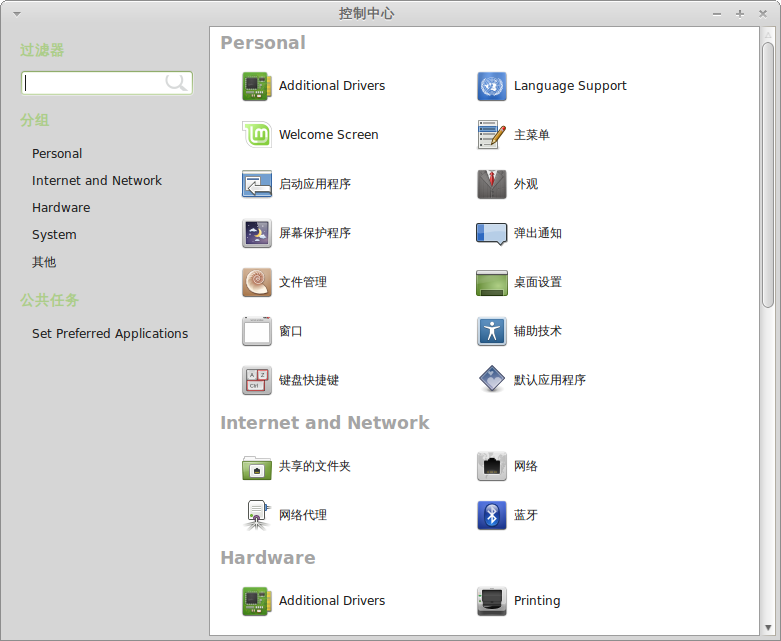 控制中心
过滤器
分组
Personal
Internet and Network
Hardware
System
其他
公共任务
Set Preferred Applications
Personal
Additional Drivers
Language Support
Welcome Screen
主菜单
启动应用程序
外观
屏幕保护程序
弹出通知
文件管理
桌面设置
窗口
辅助技术
键盘快捷键
A Z
Ctrl
默认应用程序
Internet and Network
共享的文件夹
网络
网络代理
蓝牙
Hardware
Additional Drivers
Printing